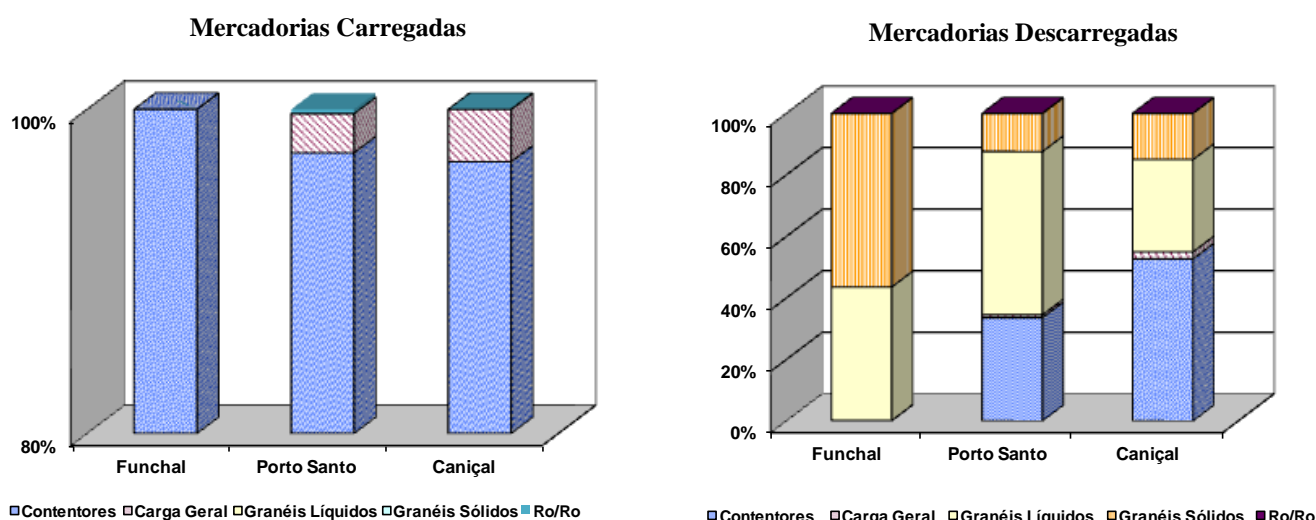 Mercadorias Carregadas
100%
80%
Funchal Porto Santo Caniçal
Contentores Carga Geral Granéis Líquidos Granéis Sólidos Ro/Ro
Mercadorias Descarregadas
100%
80%
60%
40%
20%
0%
Funchal Porto Santo Caniçal
Contentores Carga Geral Granéis Líquidos Granéis Sólidos Ro/Ro